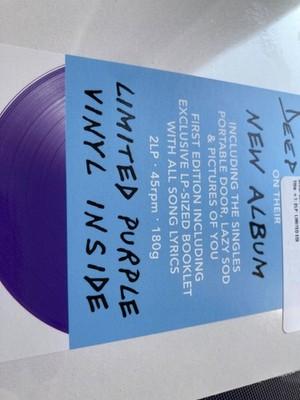 DEEP
ON THEIR
NEW ALBUM
INCLUDING THE SINGLES
PORTABLE DOOR, LAZY SOD
& PICTURES OF YOU
FIRST EDITION INCLUDING
EXCLUSIVE LP-SIZED BOOKLET
WITH ALL SONG LYRICS
2LP · 45rpm · 180g
LIMITED PURPLE
VINYL INSIDE